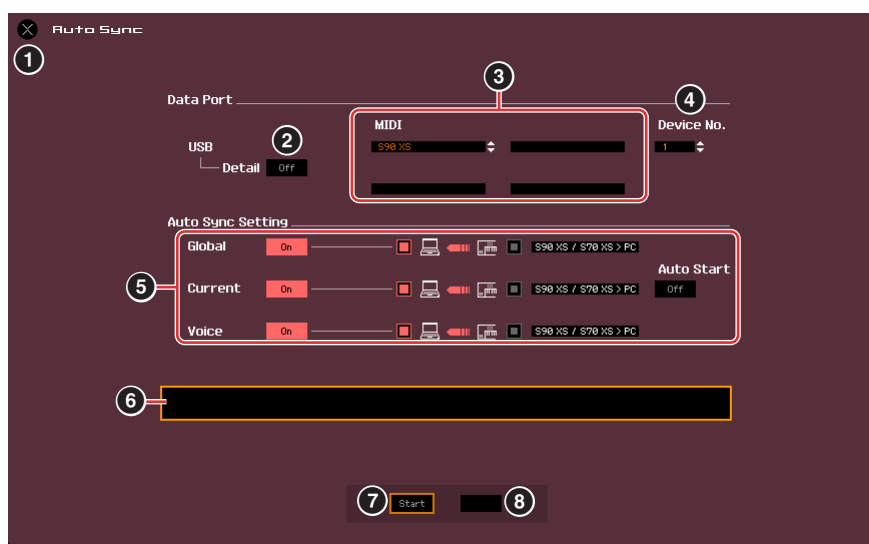 Auto Sync
1
3
Data Port
4
MIDI
Device No.
USB
2
S90 XS
1
Detail
Off
Auto Sync Setting
Global
On
S90 XS / S70 XS > PC
Auto Start
5
Current
On
S90 XS / S70 XS > PC
Off
Voice
On
S90 XS / S70 XS > PC
6
7
Start
8